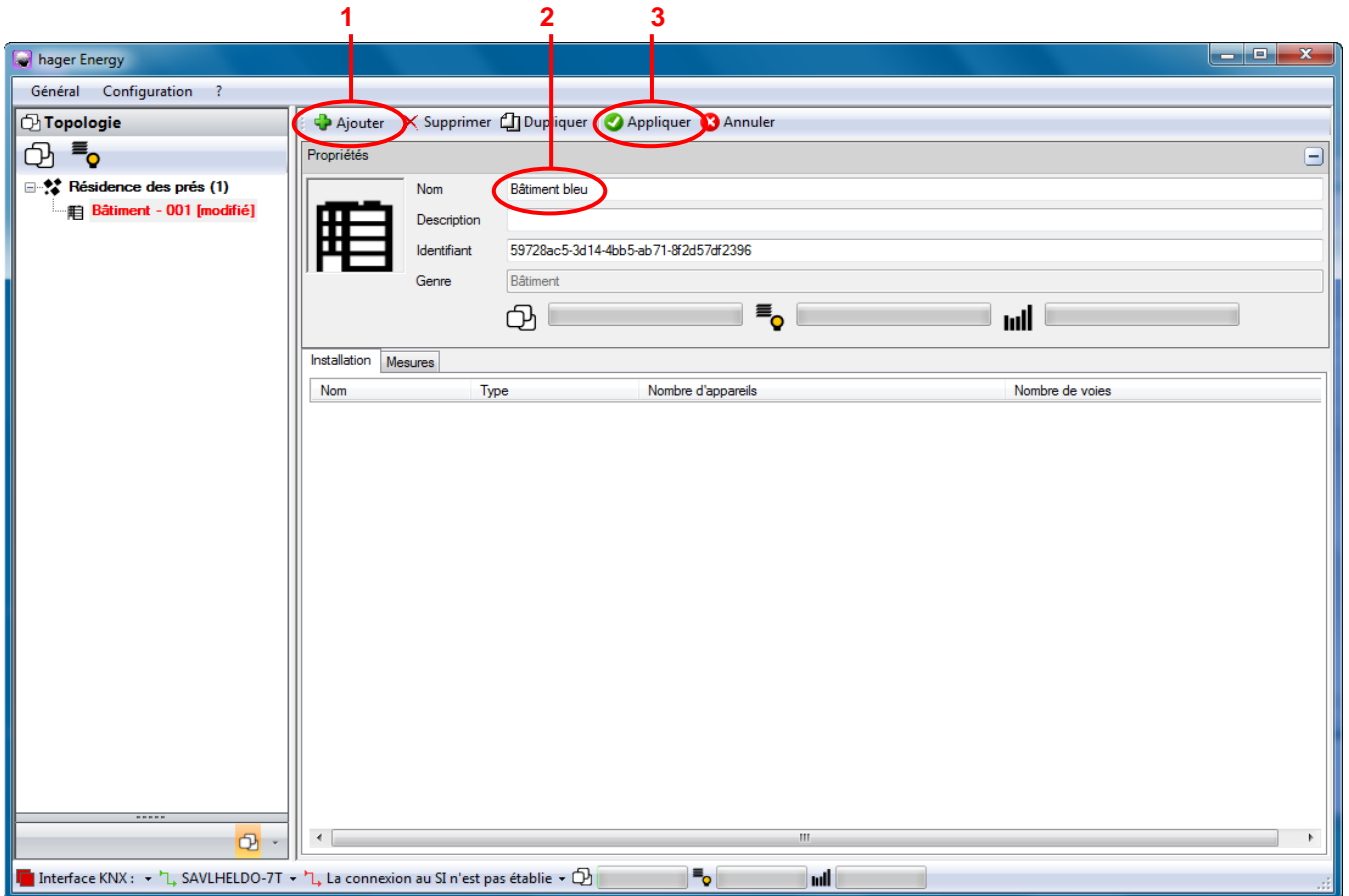 1 2 3
hager Energy
Général Configuration ?
Topologie
Ajouter Supprimer Dupliquer Appliquer Annuler
Propriétés
Résidence des prés (1)
Bâtiment - 001 [modifié]
Nom Bâtiment bleu
Description
Identifiant 59728ac5-3d14-4bb5-ab71-8f2d57df2396
Genre Bâtiment
Installation Mesures
Nom Type Nombre d'appareils Nombre de voies
Interface KNX : SAVLHELDO-7T La connexion au SI n'est pas établie